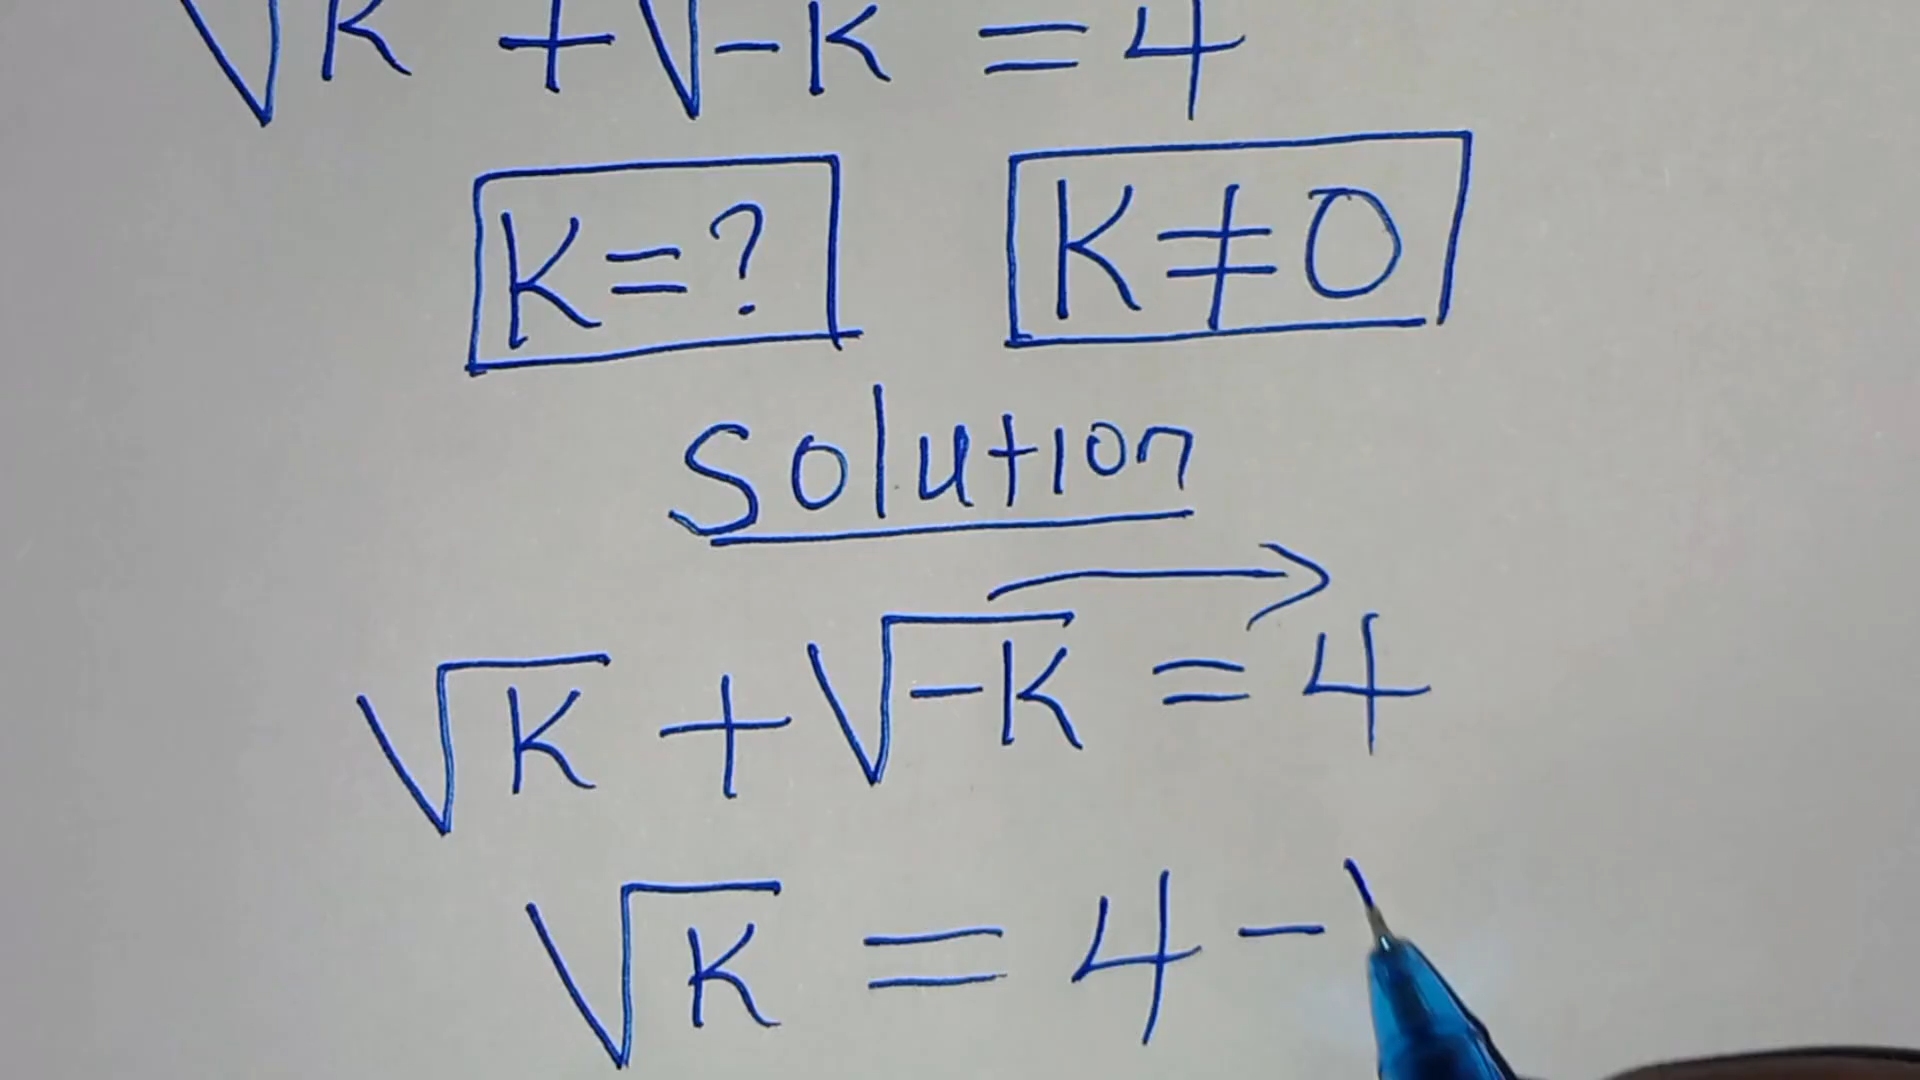 √K + √-K = 4
K = ? K ≠ 0
Solution
√K + √-K = 4
√K = 4 -